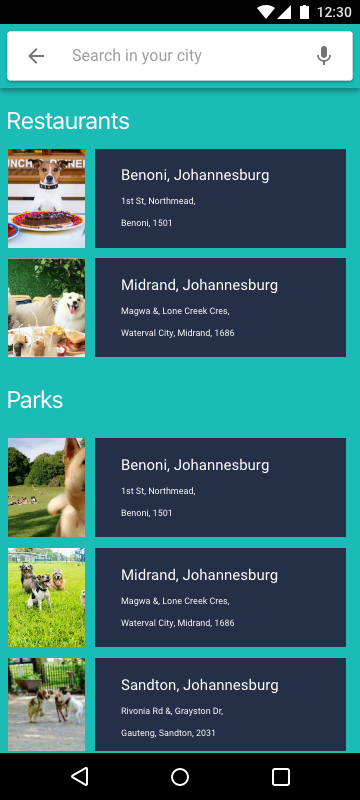 12:30
Search in your city
Restaurants
Benoni, Johannesburg
1st St, Northmead,
Benoni, 1501
Midrand, Johannesburg
Magwa &, Lone Creek Cres,
Waterval City, Midrand, 1686
Parks
Benoni, Johannesburg
1st St, Northmead,
Benoni, 1501
Midrand, Johannesburg
Magwa &, Lone Creek Cres,
Waterval City, Midrand, 1686
Sandton, Johannesburg
Rivonia Rd &, Grayston Dr,
Gauteng, Sandton, 2031